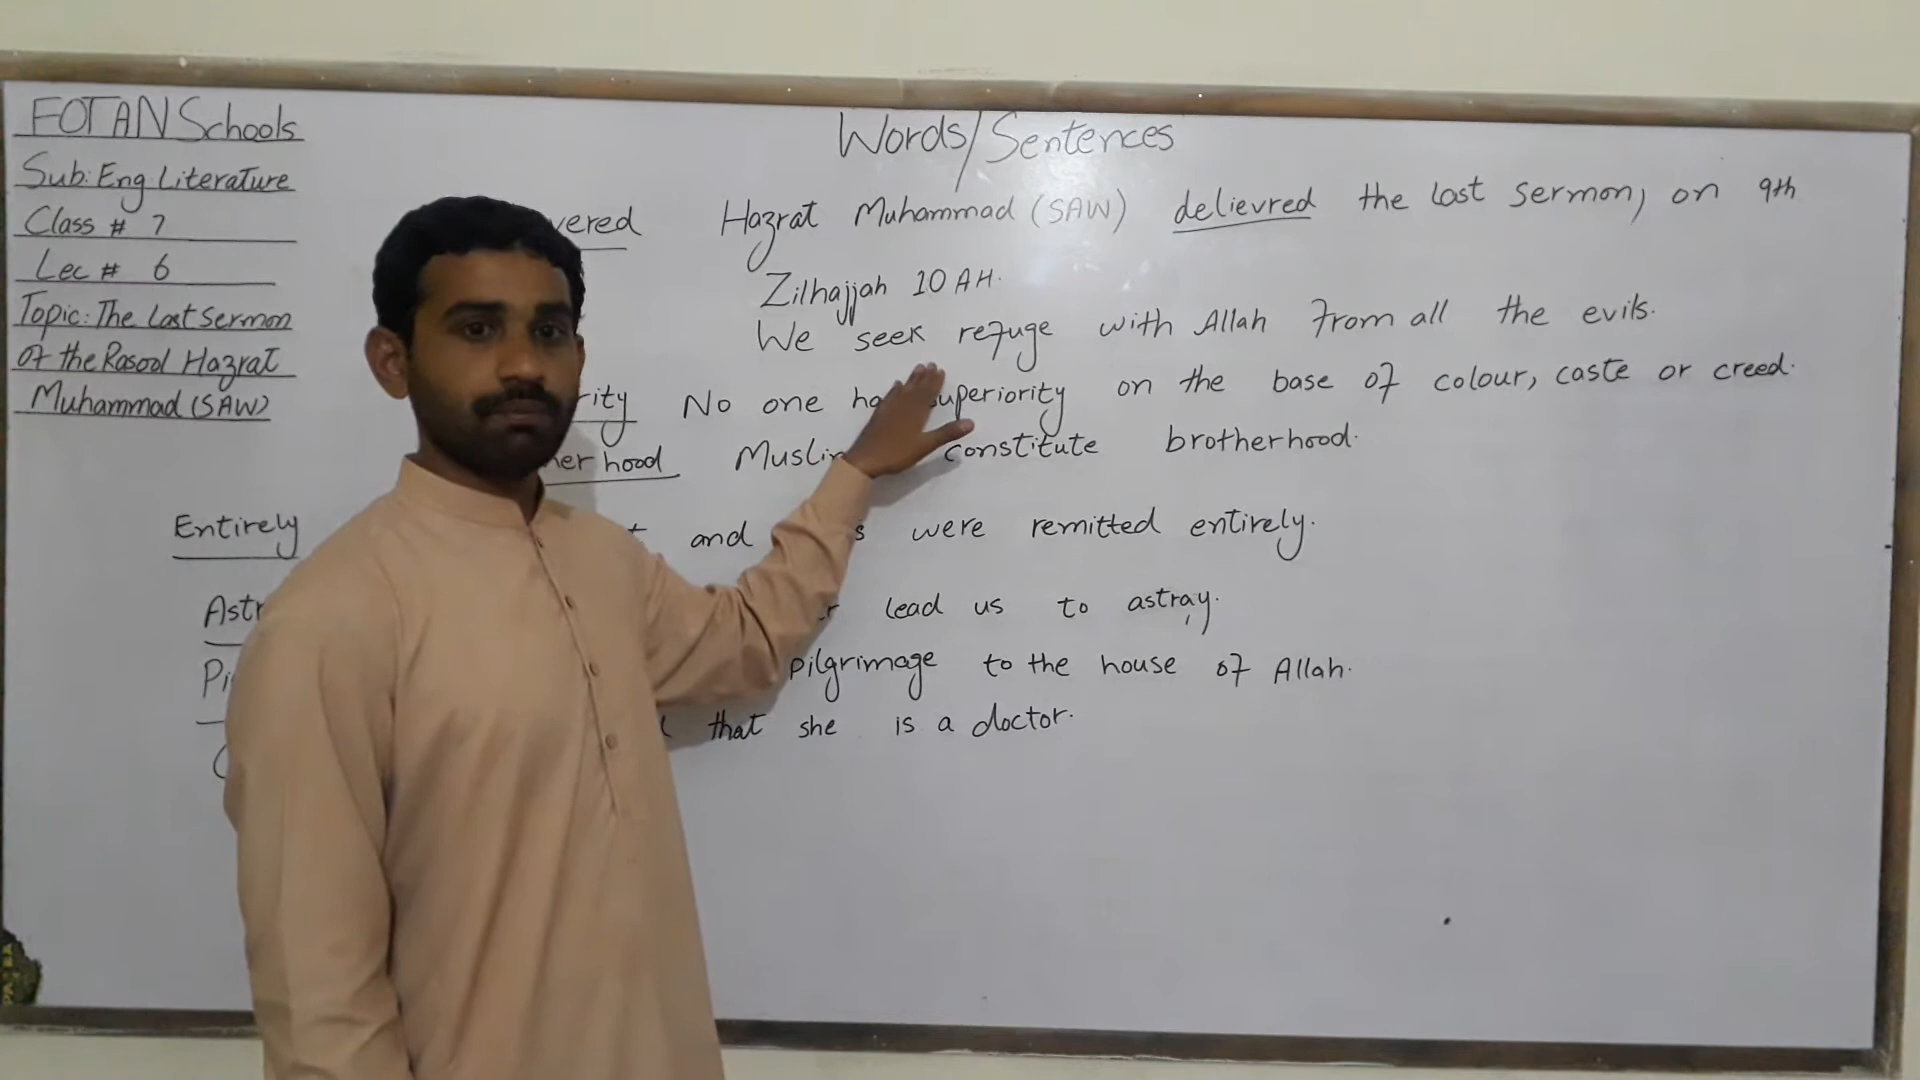 FOTAN Schools
Sub: Eng Literature
Class # 7
Lec # 6
Topic: The Last Sermon
of the Rasool Hazrat
Muhammad (SAW)
Words/Sentences
vered Hazrat Muhammad (SAW) delievred the last sermon, on 9th
Zilhajjah 10 AH.
We seek refuge with Allah from all the evils.
rity No one ha superiority on the base of colour, caste or creed.
her hood Muslim constitute brotherhood.
Entirely and s were remitted entirely.
Astr lead us to astray.
Pi pilgrimage to the house of Allah.
that she is a doctor.